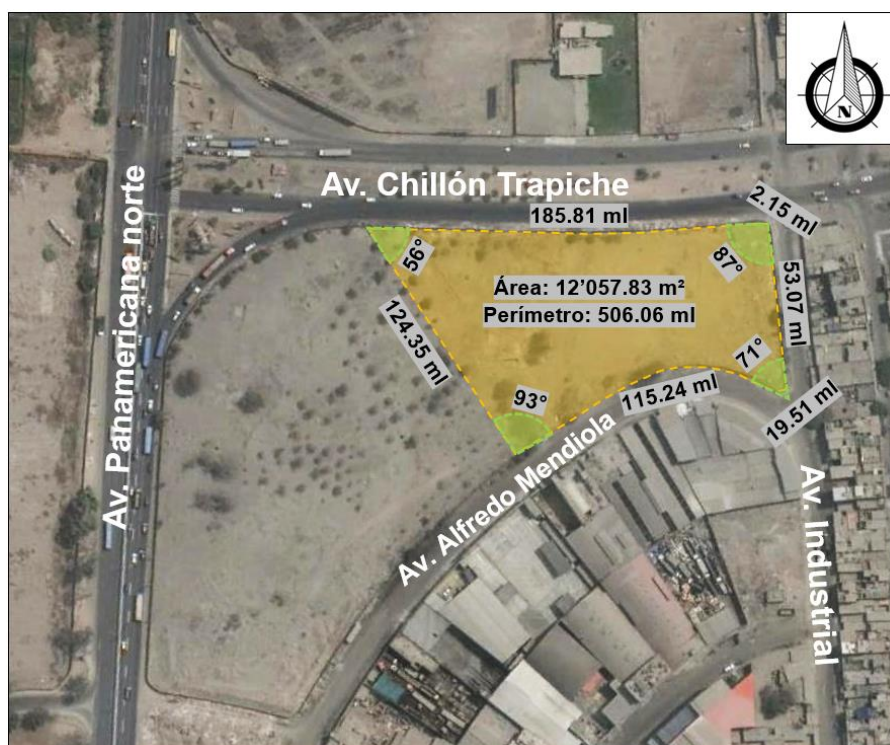 N
Av. Chillón Trapiche
185.81 ml
2.15 ml
56°
87°
53.07 ml
Área: 12’057.83 m²
Perímetro: 506.06 ml
124.35 ml
71°
93°
115.24 ml
19.51 ml
Av. Panamericana norte
Av. Alfredo Mendiola
Av. Industrial